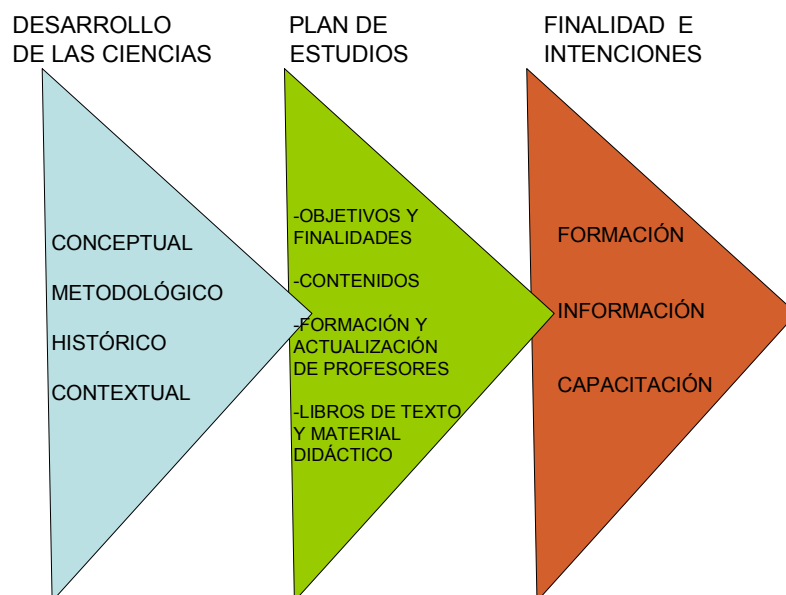 DESARROLLO
DE LAS CIENCIAS
CONCEPTUAL
METODOLÓGICO
HISTÓRICO
CONTEXTUAL
PLAN DE
ESTUDIOS
-OBJETIVOS Y
FINALIDADES
-CONTENIDOS
-FORMACIÓN Y
ACTUALIZACIÓN
DE PROFESORES
-LIBROS DE TEXTO
Y MATERIAL
DIDÁCTICO
FINALIDAD E
INTENCIONES
FORMACIÓN
INFORMACIÓN
CAPACITACIÓN